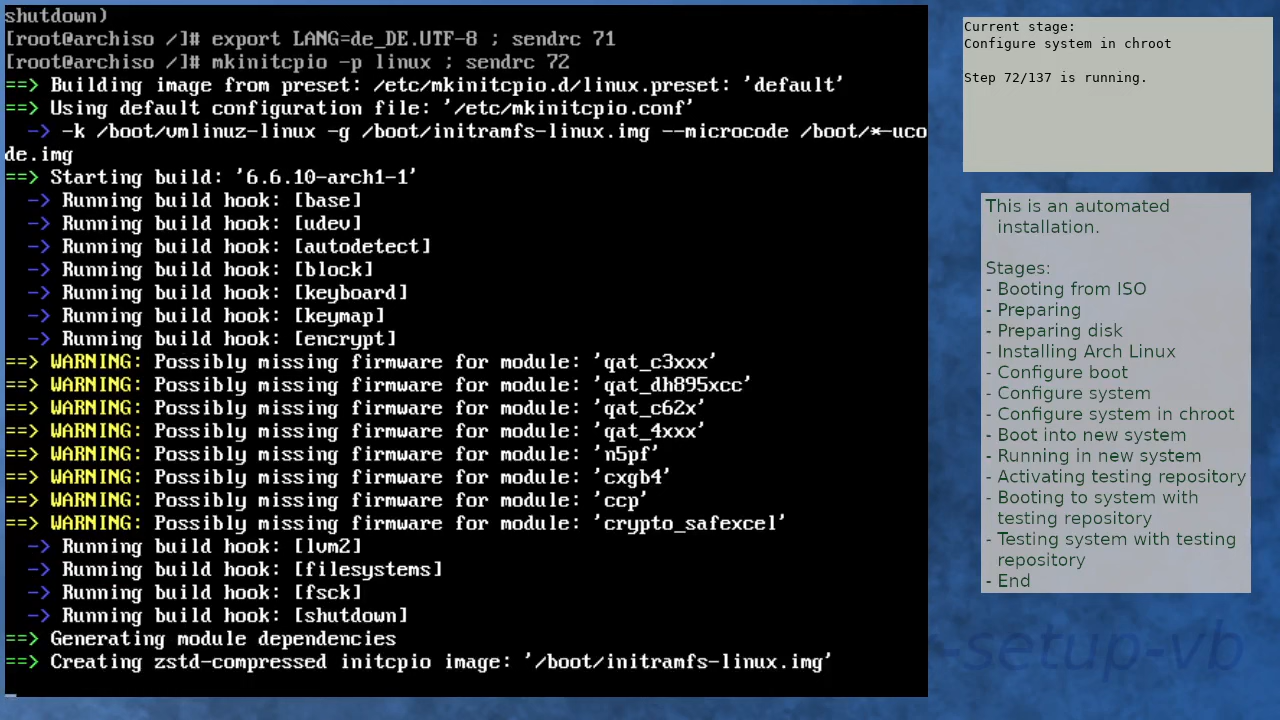 shutdown)
[root@archiso /]# export LANG=de_DE.UTF-8 ; sendrc 71
[root@archiso /]# mkinitcpio -p linux ; sendrc 72
==> Building image from preset: /etc/mkinitcpio.d/linux.preset: 'default'
==> Using default configuration file: '/etc/mkinitcpio.conf'
  -> -k /boot/vmlinuz-linux -g /boot/initramfs-linux.img --microcode /boot/*-uco
de.img
==> Starting build: '6.6.10-arch1-1'
  -> Running build hook: [base]
  -> Running build hook: [udev]
  -> Running build hook: [autodetect]
  -> Running build hook: [block]
  -> Running build hook: [keyboard]
  -> Running build hook: [keymap]
  -> Running build hook: [encrypt]
==> WARNING: Possibly missing firmware for module: 'qat_c3xxx'
==> WARNING: Possibly missing firmware for module: 'qat_dh895xcc'
==> WARNING: Possibly missing firmware for module: 'qat_c62x'
==> WARNING: Possibly missing firmware for module: 'qat_4xxx'
==> WARNING: Possibly missing firmware for module: 'n5pf'
==> WARNING: Possibly missing firmware for module: 'cxgb4'
==> WARNING: Possibly missing firmware for module: 'ccp'
==> WARNING: Possibly missing firmware for module: 'crypto_safexcel'
  -> Running build hook: [lvm2]
  -> Running build hook: [filesystems]
  -> Running build hook: [fsck]
  -> Running build hook: [shutdown]
==> Generating module dependencies
==> Creating zstd-compressed initcpio image: '/boot/initramfs-linux.img'
Current stage:
Configure system in chroot
Step 72/137 is running.
This is an automated
installation.
Stages:
- Booting from ISO
- Preparing
- Preparing disk
- Installing Arch Linux
- Configure boot
- Configure system
- Configure system in chroot
- Boot into new system
- Running in new system
- Activating testing repository
- Booting to system with
testing repository
- Testing system with testing
repository
- End
-setup-vb